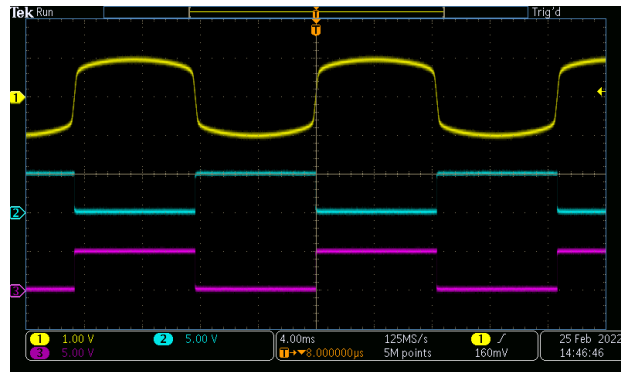 Tek Run Trig'd
T
T
1
2
3
1 1.00 V 2 5.00 V 4.00ms 125MS/s 1 25 Feb 2022
3 5.00 V T→▼8.000000µs 5M points 160mV 14:46:46